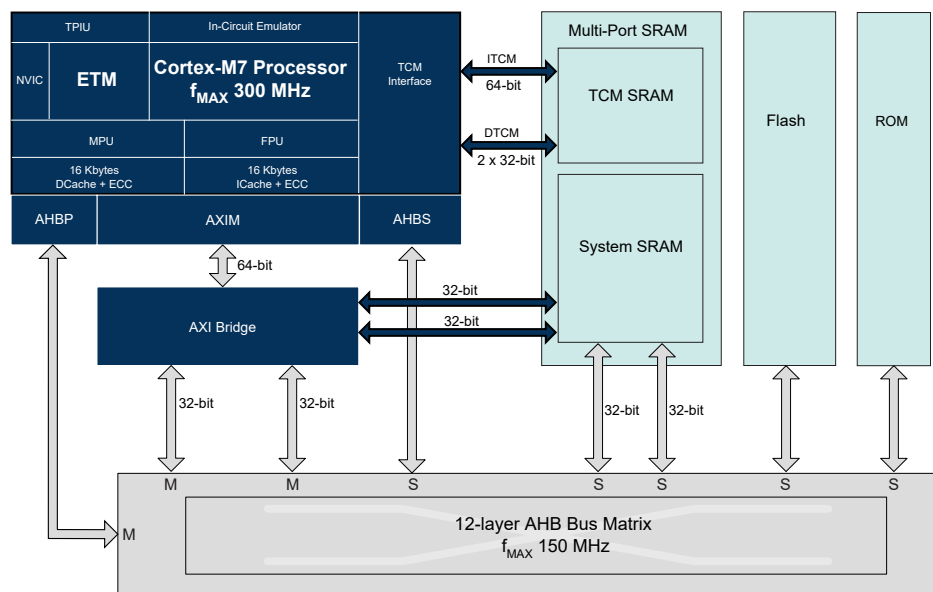 TPIU
In-Circuit Emulator
NVIC
ETM
Cortex-M7 Processor
fMAX 300 MHz
TCM
Interface
MPU
FPU
16 Kbytes
DCache + ECC
16 Kbytes
ICache + ECC
AHBP
AXIM
AHBS
ITCM
64-bit
DTCM
2 x 32-bit
Multi-Port SRAM
TCM SRAM
System SRAM
Flash
ROM
64-bit
AXI Bridge
32-bit
32-bit
32-bit
32-bit
32-bit
32-bit
M
M
S
S
S
S
S
M
12-layer AHB Bus Matrix
fMAX 150 MHz